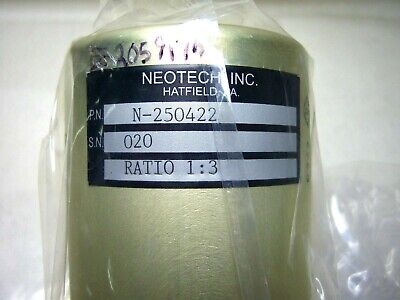 NEOTECH, INC.
HATFIELD, PA.
P.N. N-250422
S.N. 020
RATIO 1:3